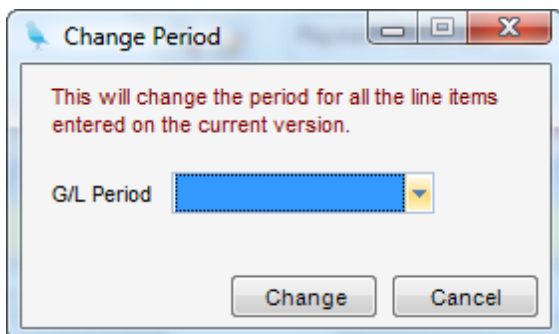 Change Period
This will change the period for all the line items
entered on the current version.
G/L Period
Change Cancel